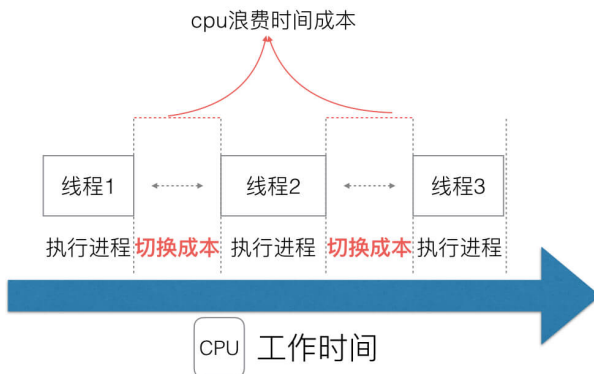 cpu浪费时间成本
线程1
线程2
线程3
执行进程
切换成本
执行进程
切换成本
执行进程
CPU
工作时间